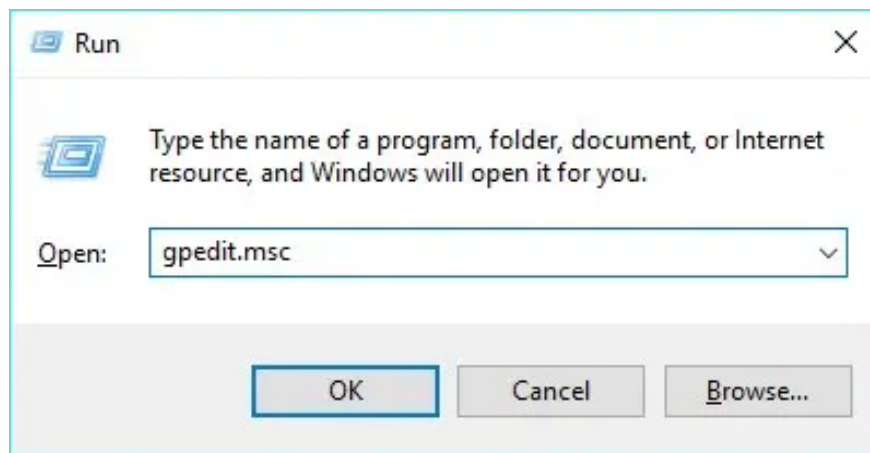 Run
Type the name of a program, folder, document, or Internet
resource, and Windows will open it for you.
Open: gpedit.msc
OK Cancel Browse...